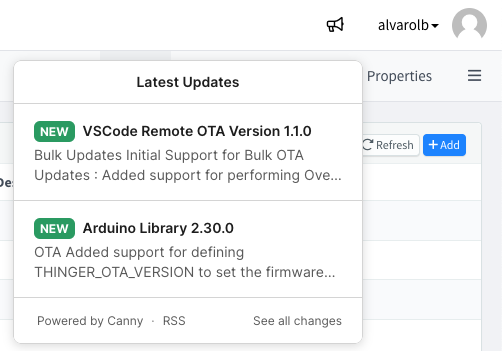 alvarolb
Latest Updates
Properties
NEW VSCode Remote OTA Version 1.1.0
Bulk Updates Initial Support for Bulk OTA
Updates : Added support for performing Ove...
Refresh
Add
NEW Arduino Library 2.30.0
OTA Added support for defining
THINGER_OTA_VERSION to set the firmware...
Powered by Canny · RSS
See all changes